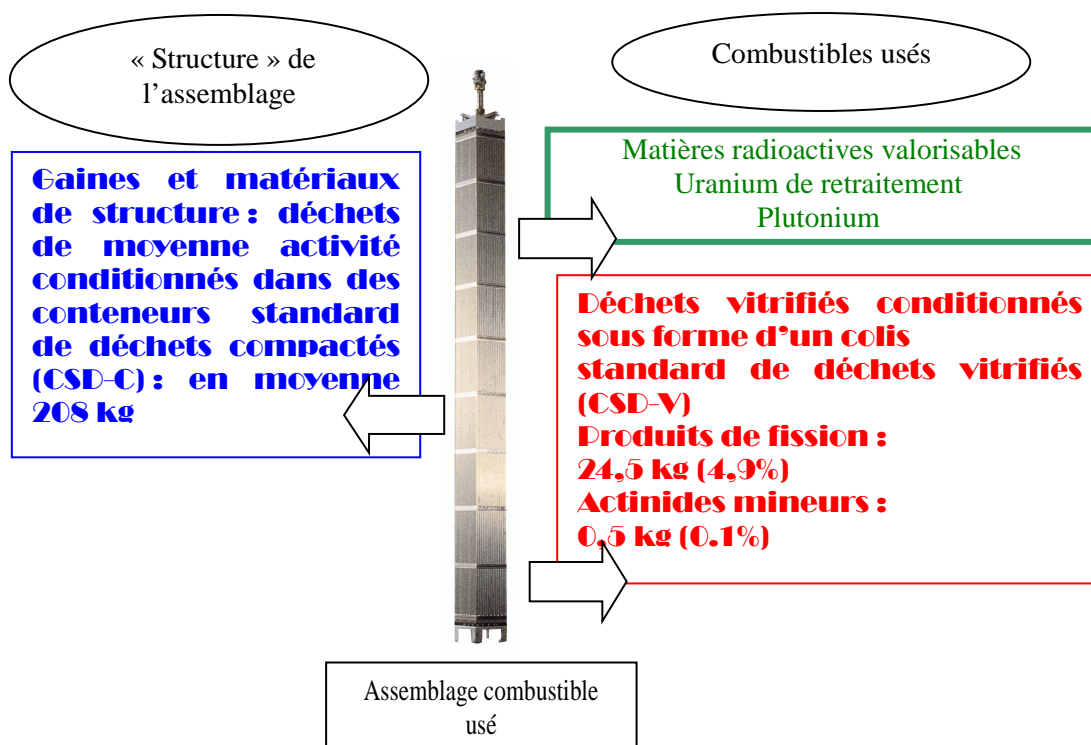 « Structure » de
l’assemblage
Combustibles usés
Gaines et matériaux
de structure : déchets
de moyenne activité
conditionnés dans des
conteneurs standard
de déchets compactés
(CSD-C) : en moyenne
208 kg
Matières radioactives valorisables
Uranium de retraitement
Plutonium
Déchets vitrifiés conditionnés
sous forme d’un colis
standard de déchets vitrifiés
(CSD-V)
Produits de fission :
24,5 kg (4,9%)
Actinides mineurs :
0,5 kg (0.1%)
Assemblage combustible
usé